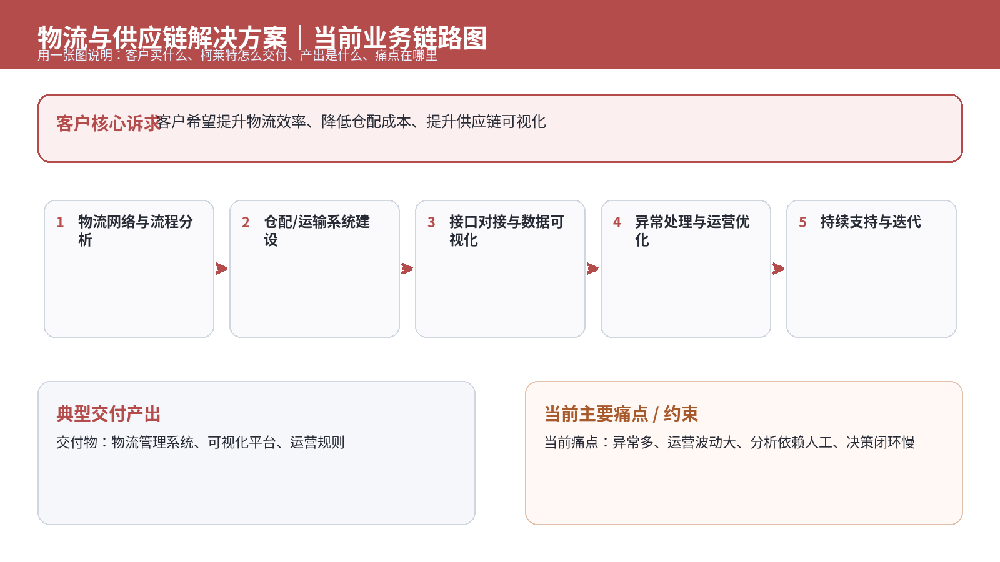 物流与供应链解决方案｜当前业务链路图
用一张图说明：客户买什么、柯莱特怎么交付、产出是什么、痛点在哪里
客户核心诉求
客户希望提升物流效率、降低仓配成本、提升供应链可视化
1 物流网络与流程分
析
2 仓配/运输系统建
设
3 接口对接与数据可
视化
4 异常处理与运营优
化
5 持续支持与迭代
典型交付产出
交付物：物流管理系统、可视化平台、运营规则
当前主要痛点 / 约束
当前痛点：异常多、运营波动大、分析依赖人工、决策闭环慢